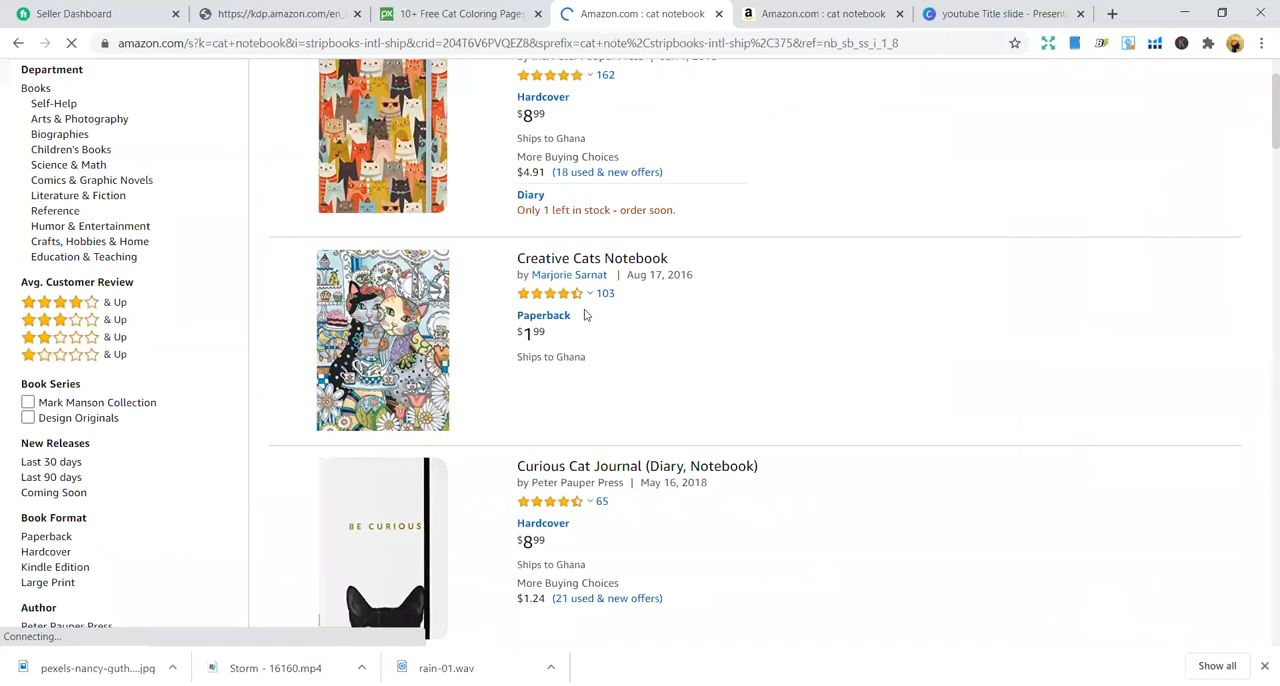 Seller Dashboard
https://kdp.amazon.com/en_
10+ Free Cat Coloring Pages
Amazon.com : cat notebook
Amazon.com : cat notebook
youtube Title slide - Present
amazon.com/s?k=cat+notebook&i=stripbooks-intl-ship&crid=204T6V6PVQEZ8&sprefix=cat+note%2Cstripbooks-intl-ship%2C375&ref=nb_sb_ss_i_1_8
Department
Books
Self-Help
Arts & Photography
Biographies
Children's Books
Science & Math
Comics & Graphic Novels
Literature & Fiction
Reference
Humor & Entertainment
Crafts, Hobbies & Home
Education & Teaching
Avg. Customer Review
& Up
& Up
& Up
& Up
Book Series
Mark Manson Collection
Design Originals
New Releases
Last 30 days
Last 90 days
Coming Soon
Book Format
Paperback
Hardcover
Kindle Edition
Large Print
Author
Peter Pauper Press
Connecting...
162
Hardcover
$8.99
Ships to Ghana
More Buying Choices
$4.91 (18 used & new offers)
Diary
Only 1 left in stock - order soon.
Creative Cats Notebook
by Marjorie Sarnat | Aug 17, 2016
103
Paperback
$1.99
Ships to Ghana
BE CURIOUS
Curious Cat Journal (Diary, Notebook)
by Peter Pauper Press | May 16, 2018
65
Hardcover
$8.99
Ships to Ghana
More Buying Choices
$1.24 (21 used & new offers)
pexels-nancy-guth....jpg
Storm - 16160.mp4
rain-01.wav
Show all